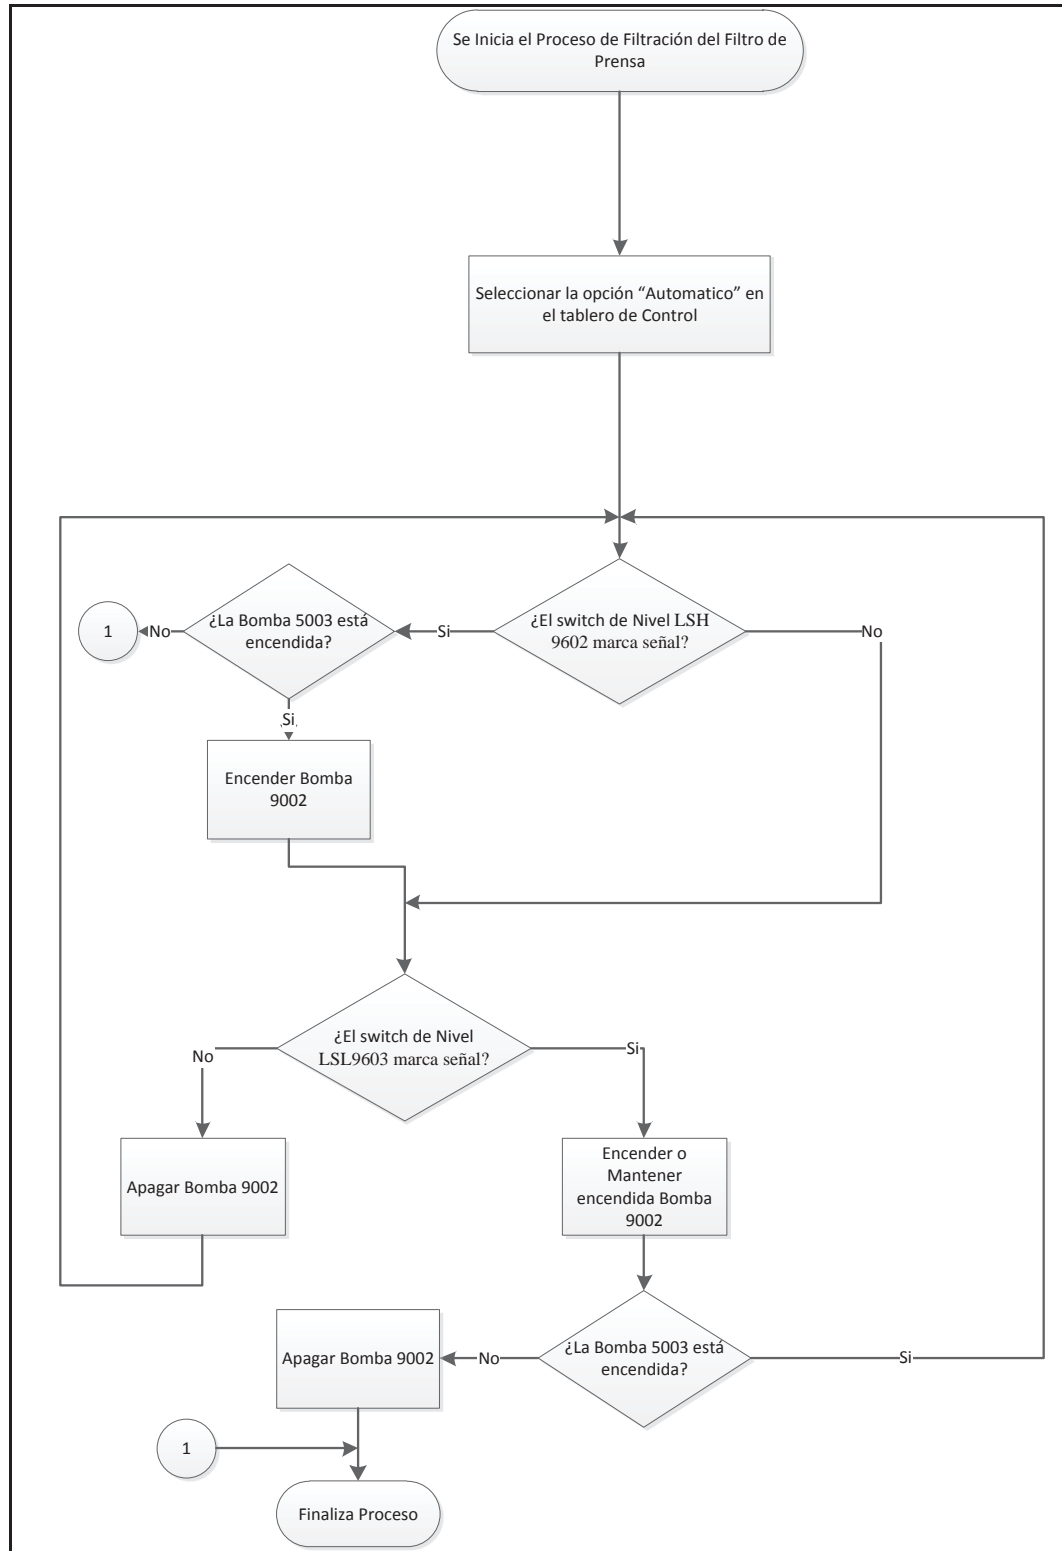 Se Inicia el Proceso de Filtración del Filtro de
Prensa
Seleccionar la opción “Automatico” en
el tablero de Control
¿El switch de Nivel LSH
9602 marca señal?
Si
No
¿La Bomba 5003 está
encendida?
No
1
Si
Encender Bomba
9002
¿El switch de Nivel
LSL9603 marca señal?
No
Si
Apagar Bomba 9002
Encender o
Mantener
encendida Bomba
9002
¿La Bomba 5003 está
encendida?
No
Si
Apagar Bomba 9002
1
Finaliza Proceso